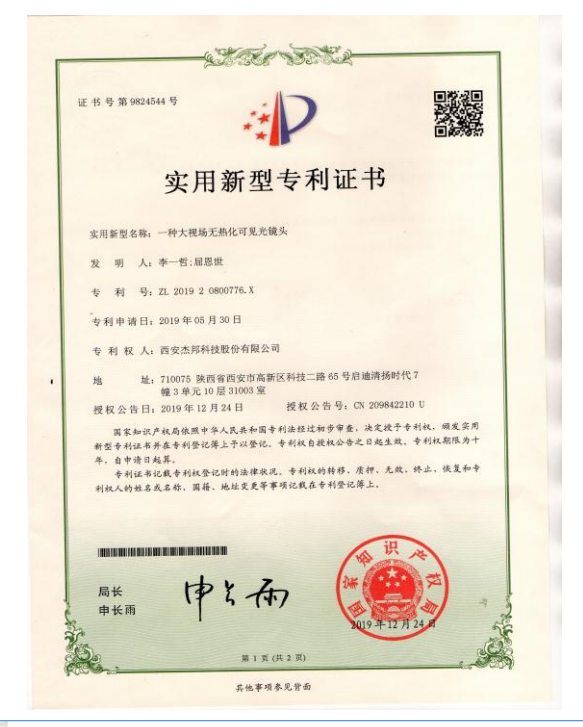 证书号第9824544号
实用新型专利证书
实用新型名称：一种大视场无热化可见光镜头
发明人：李一哲;屈恩世
专利号：ZL 2019 2 0800776.X
专利申请日：2019年05月30日
专利权人：西安杰邦科技股份有限公司
地址：710075 陕西省西安市高新区科技二路65号启迪清扬时代7
幢3单元10层31003室
授权公告日：2019年12月24日 授权公告号：CN 209842210 U
国家知识产权局依照中华人民共和国专利法经过初步审查，决定授予专利权，颁发实用
新型专利证书并在专利登记簿上予以登记。专利权自授权公告之日起生效。专利权期限为十
年，自申请日起算。
专利证书记载专利权登记时的法律状况。专利权的转移、质押、无效、终止、恢复和专
利权人的姓名或名称、国籍、地址变更等事项记载在专利登记簿上。
局长
申长雨
申长雨
国家知识产权局
2019年12月24日
第1页(共2页)
其他事项参见背面